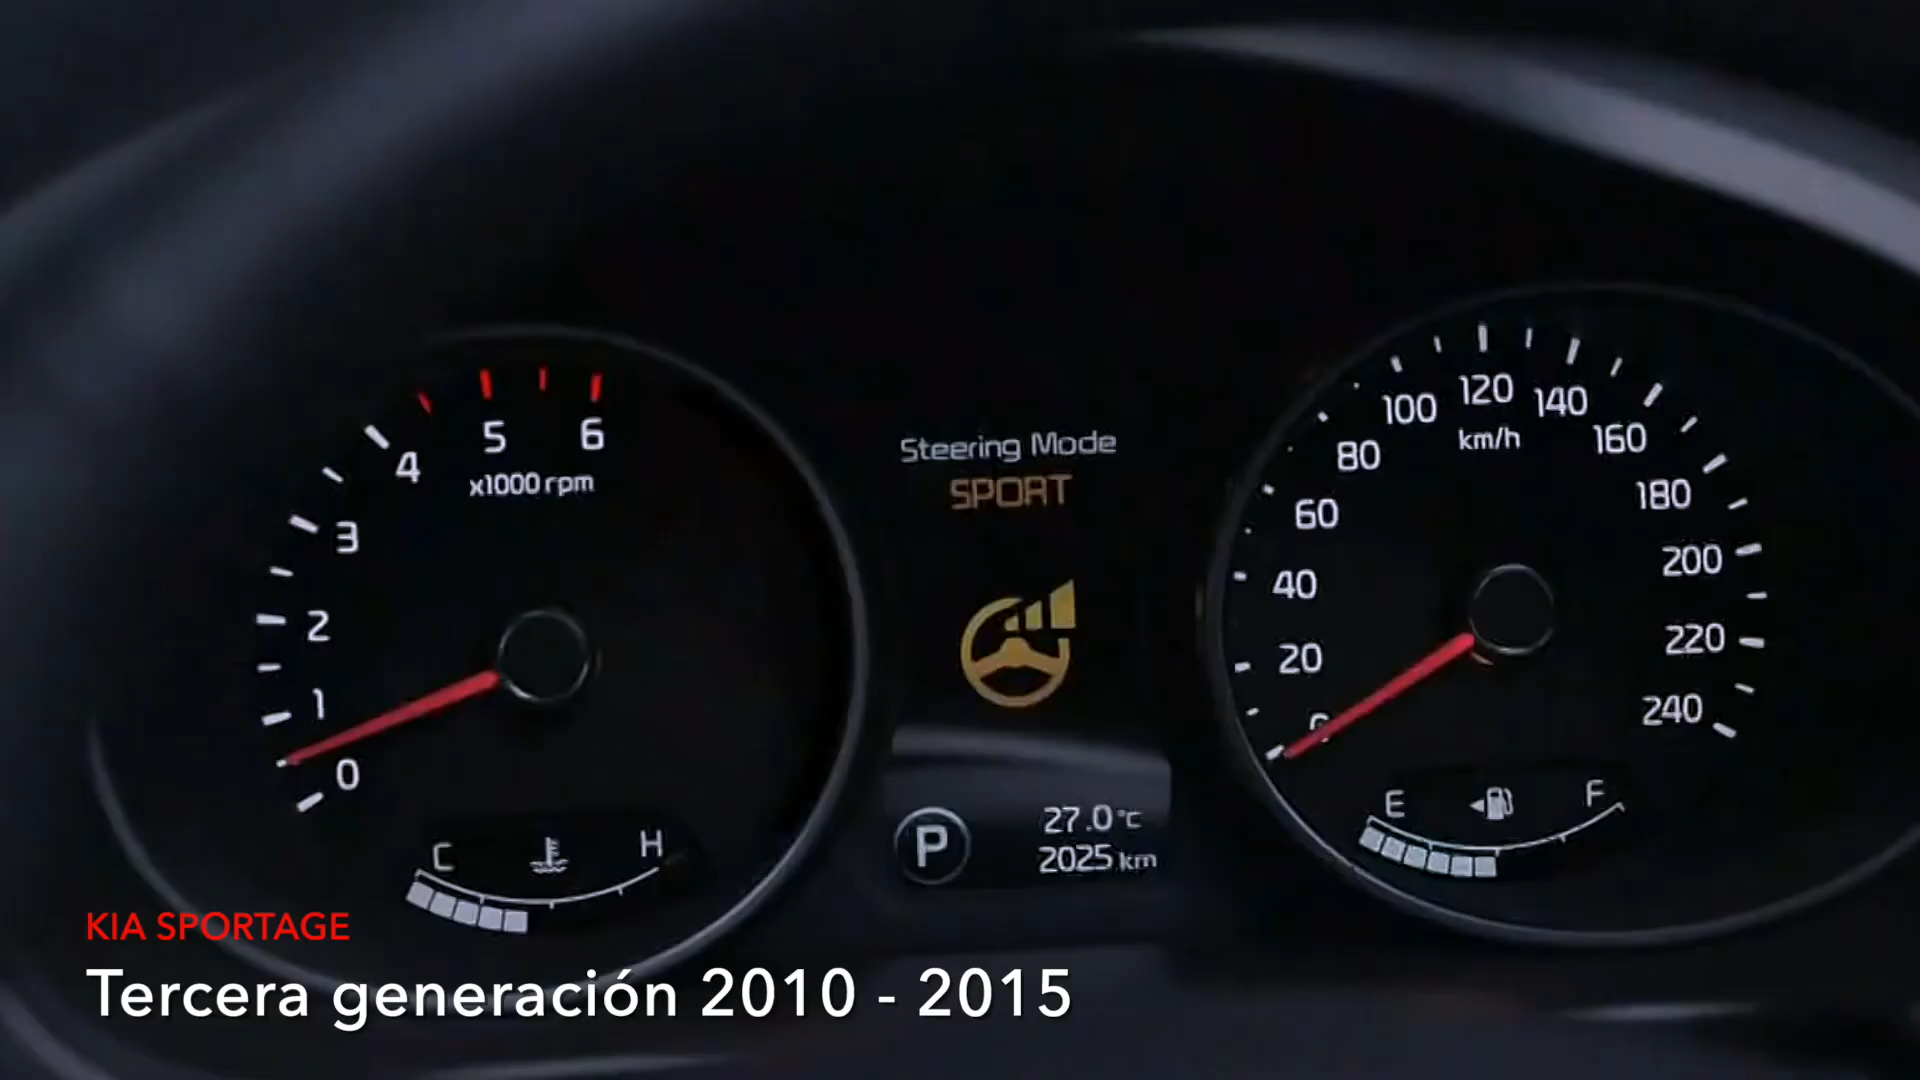 6
5
4
3
2
1
0
x1000 rpm
C
H
Steering Mode
SPORT
P
27.0 °C
2025 km
0
20
40
60
80
100
120
140
160
180
200
220
240
km/h
E
F
KIA SPORTAGE
Tercera generación 2010 - 2015